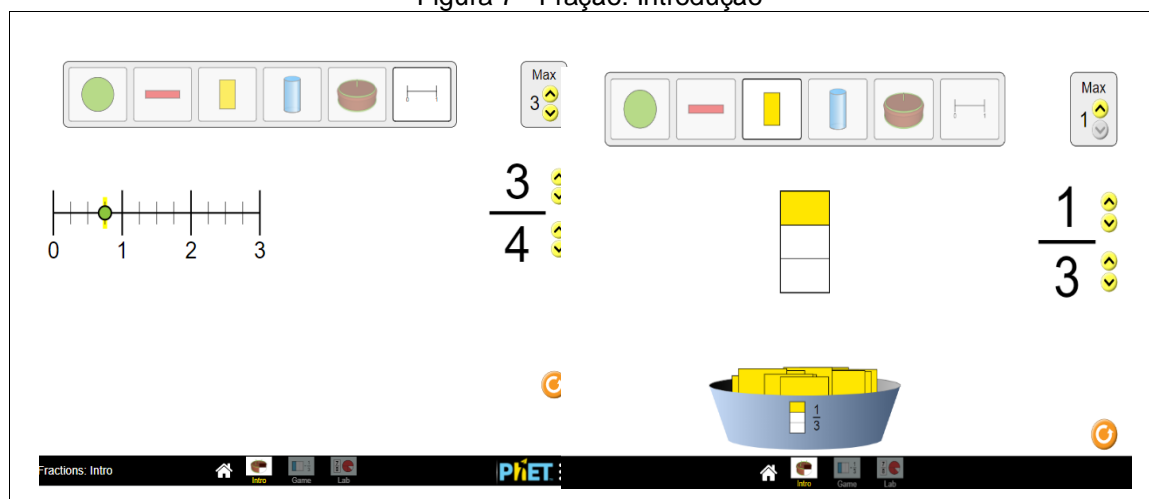 Figura 7 - Fração: Introdução
Max
3
3
4
0 1 2 3
Fractions: Intro
Intro Game Lab
PhET
Max
1
1
3
1
3
Intro Game Lab